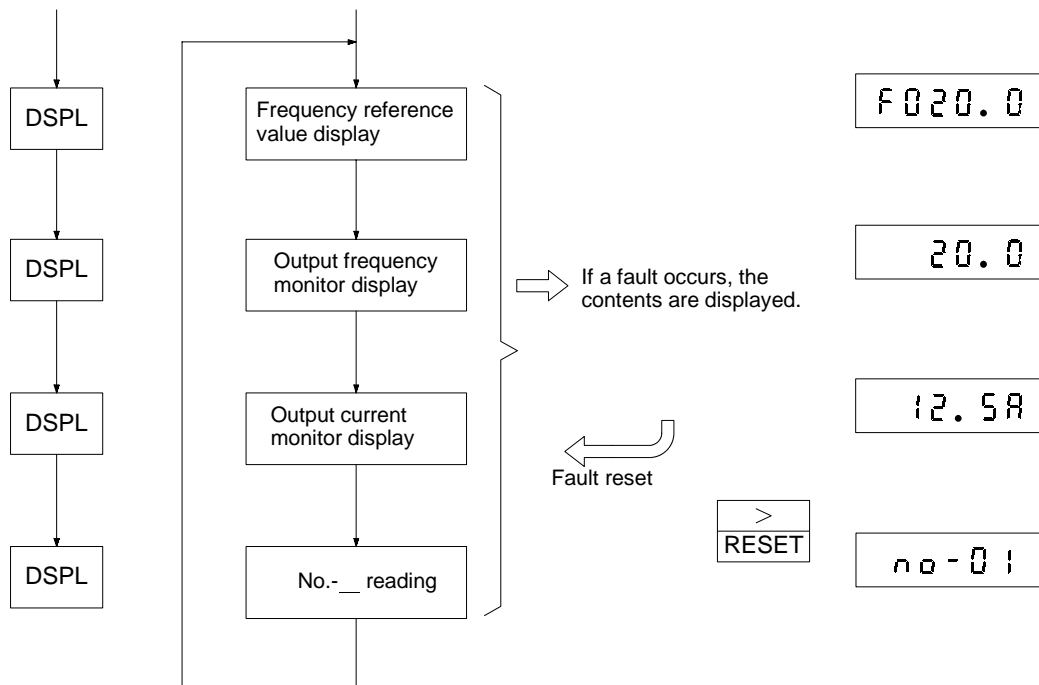 DSPL
Frequency reference
value display
F020.0
DSPL
Output frequency
monitor display
If a fault occurs, the
contents are displayed.
20.0
DSPL
Output current
monitor display
Fault reset
12.5A
>
RESET
DSPL
No.-__ reading
no-01